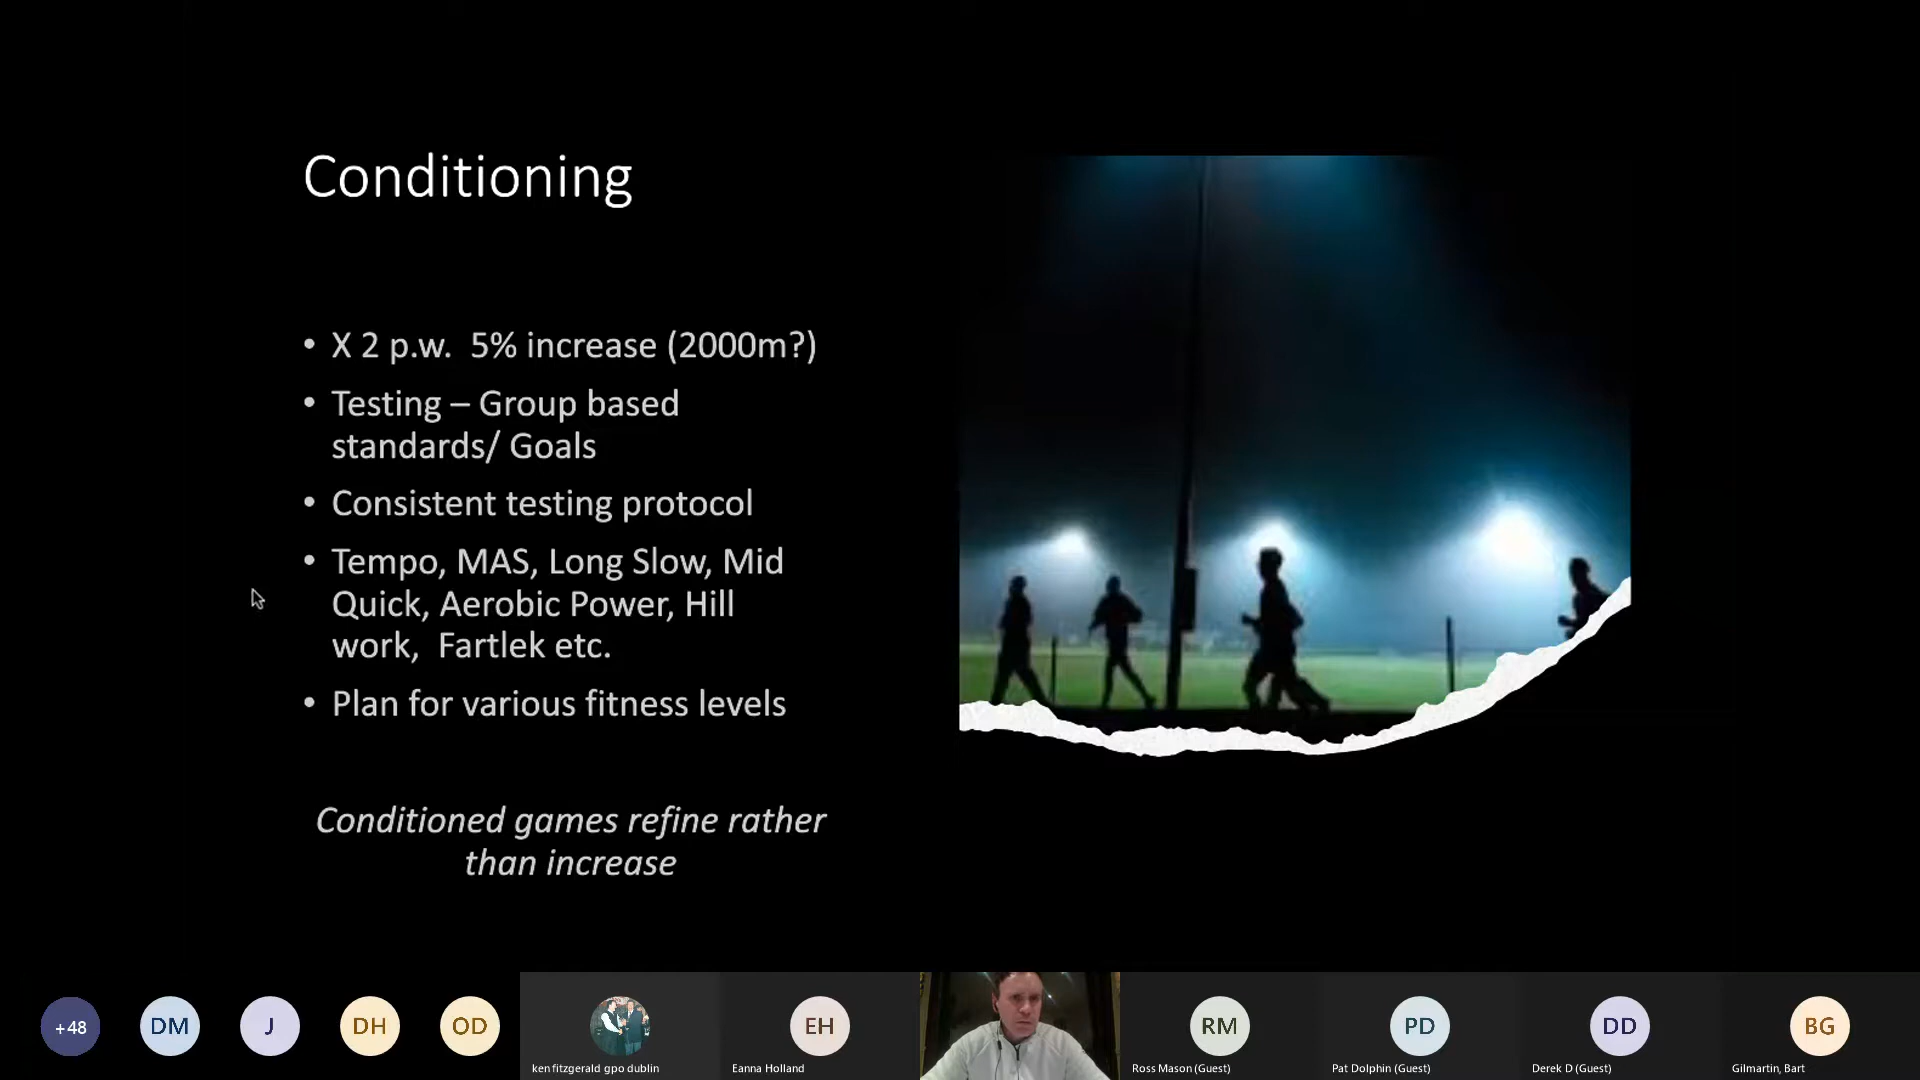 Conditioning
• X 2 p.w.  5% increase (2000m?)
• Testing – Group based
standards/ Goals
• Consistent testing protocol
• Tempo, MAS, Long Slow, Mid
Quick, Aerobic Power, Hill
work,  Fartlek etc.
• Plan for various fitness levels
Conditioned games refine rather
than increase
+48
DM
J
DH
OD
EH
RM
PD
DD
BG
ken fitzgerald gpo dublin
Eanna Holland
Ross Mason (Guest)
Pat Dolphin (Guest)
Derek D (Guest)
Gilmartin, Bart